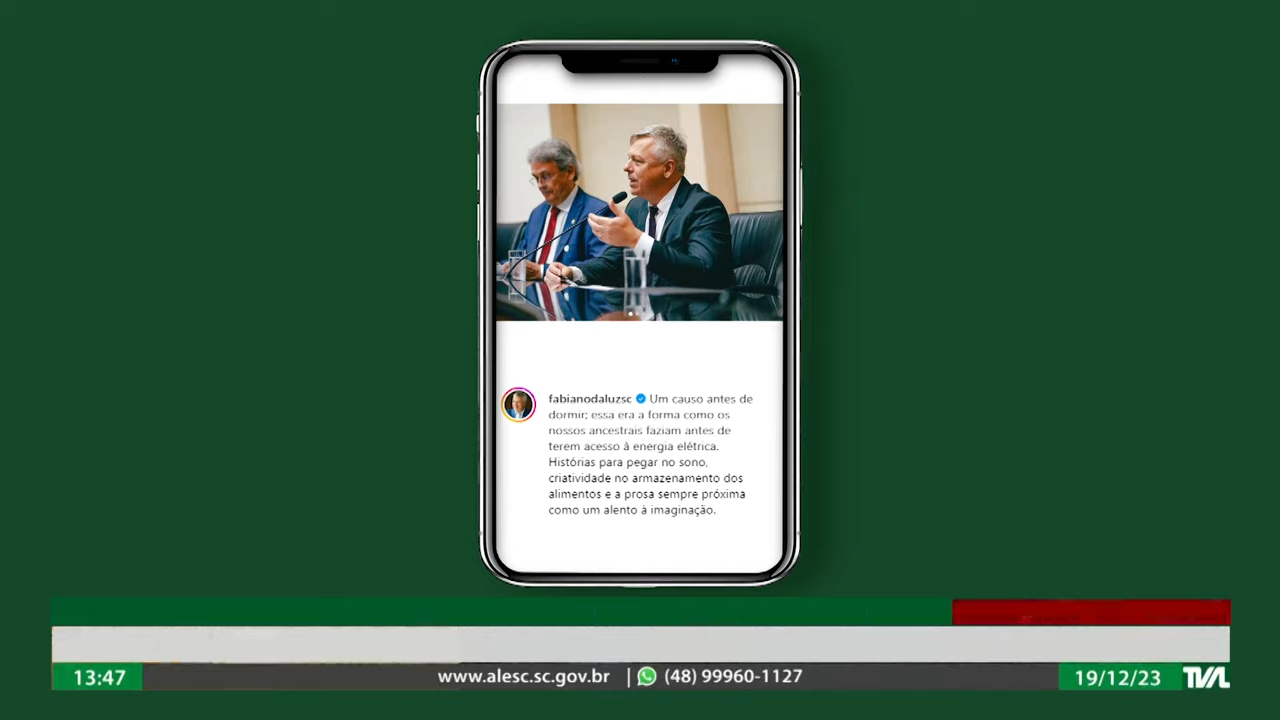 fabianodaluzsc Um causo antes de
dormir; essa era a forma como os
nossos ancestrais faziam antes de
terem acesso à energia elétrica.
Histórias para pegar no sono,
criatividade no armazenamento dos
alimentos e a prosa sempre próxima
como um alento à imaginação.
13:47
www.alesc.sc.gov.br | (48) 99960-1127
19/12/23 TVAL